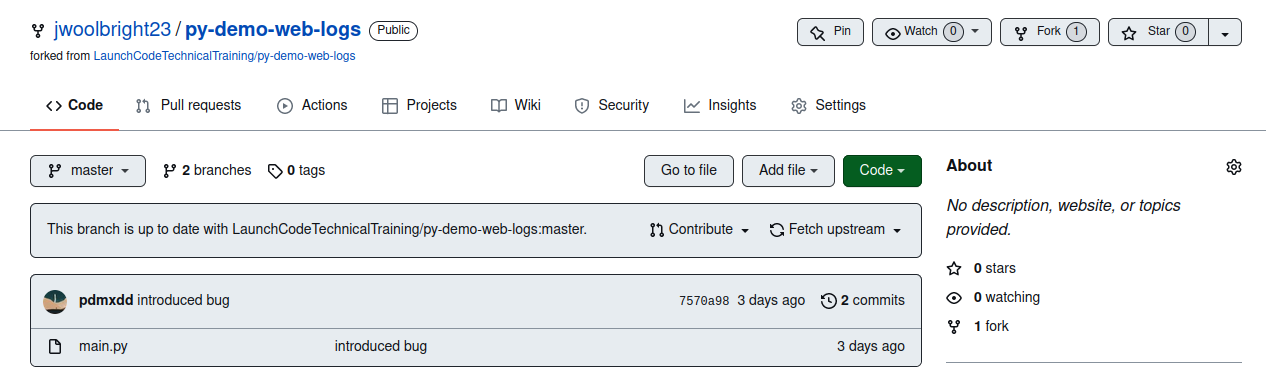 jwoolbright23 / py-demo-web-logs Public Pin Watch 0 Fork 1 Star 0
forked from LaunchCodeTechnicalTraining/py-demo-web-logs
Code Pull requests Actions Projects Wiki Security Insights Settings
master 2 branches 0 tags Go to file Add file Code
This branch is up to date with LaunchCodeTechnicalTraining/py-demo-web-logs:master. Contribute Fetch upstream
pdmxdd introduced bug 7570a98 3 days ago 2 commits
main.py introduced bug 3 days ago
About
No description, website, or topics
provided.
0 stars
0 watching
1 fork